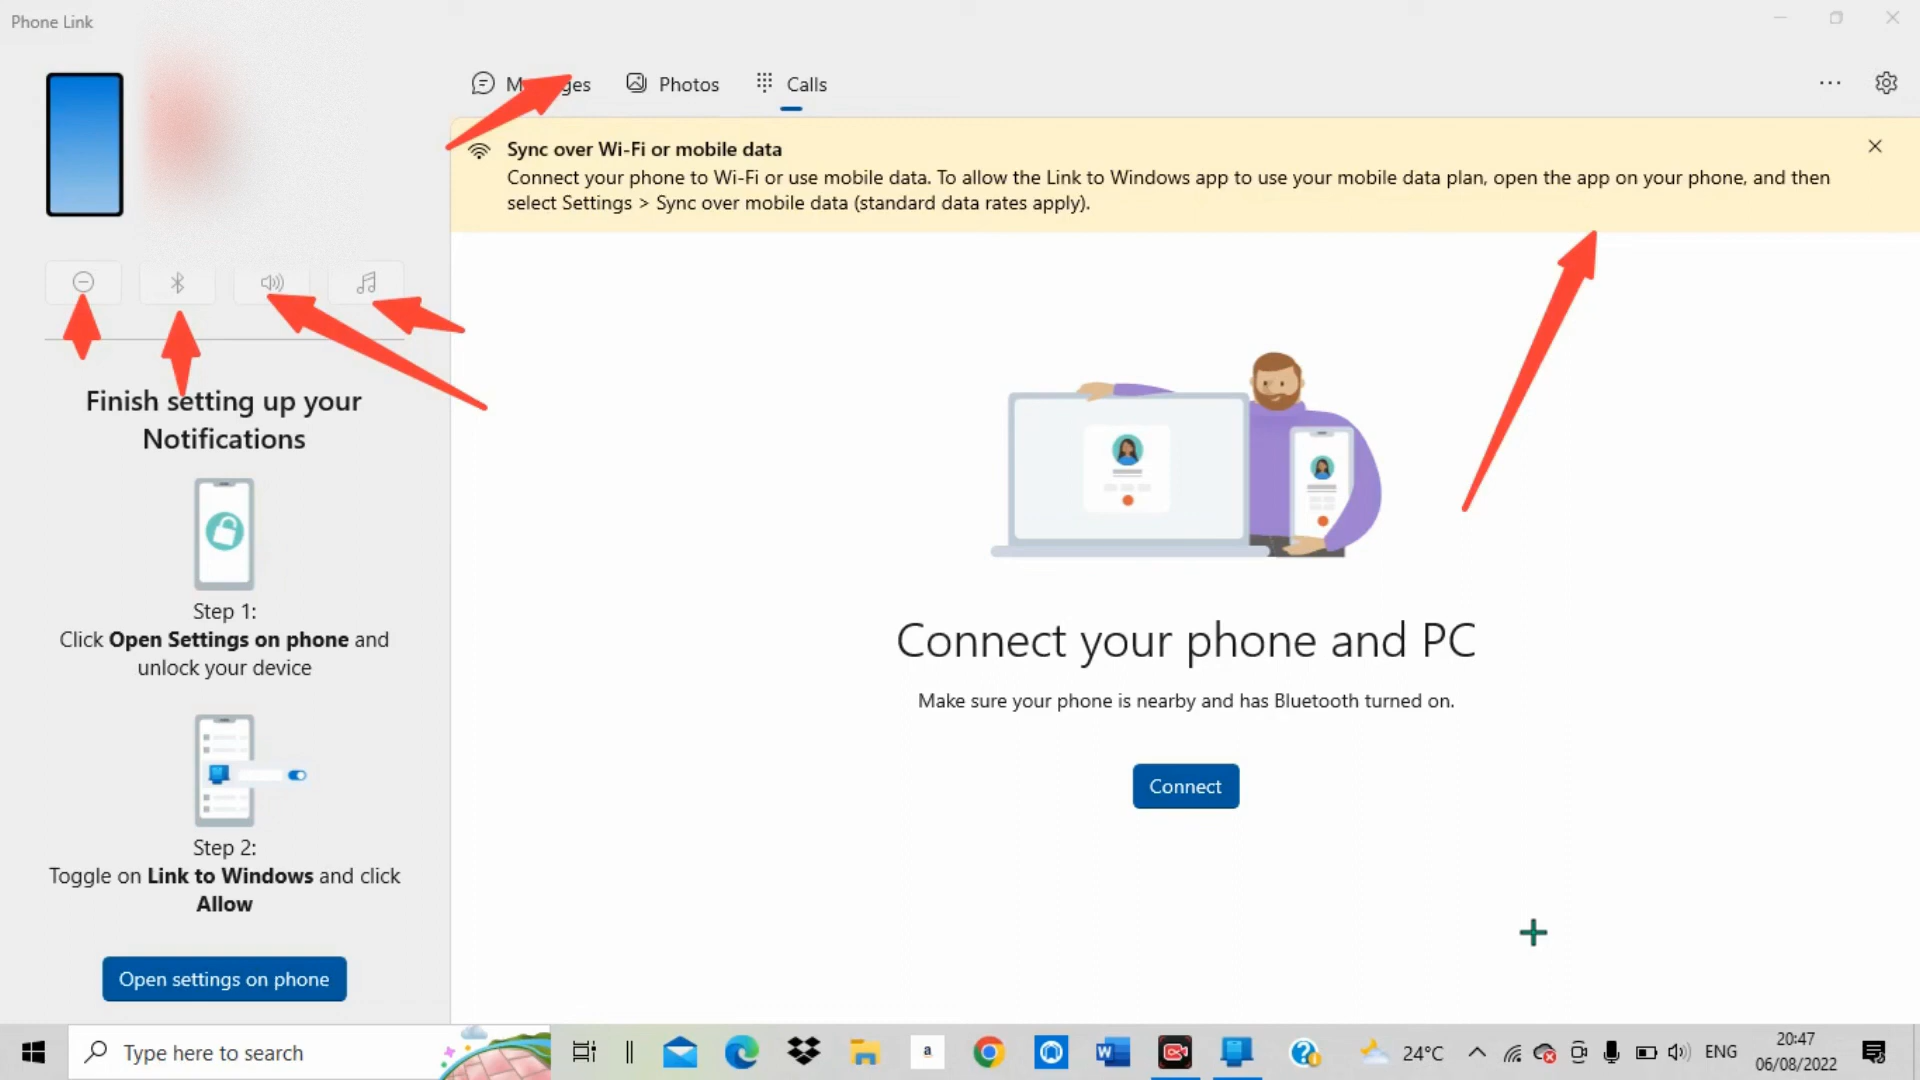 Phone Link
Photos
Calls
Sync over Wi-Fi or mobile data
Connect your phone to Wi-Fi or use mobile data. To allow the Link to Windows app to use your mobile data plan, open the app on your phone, and then
select Settings > Sync over mobile data (standard data rates apply).
Finish setting up your
Notifications
Step 1:
Click Open Settings on phone and
unlock your device
Step 2:
Toggle on Link to Windows and click
Allow
Open settings on phone
Connect your phone and PC
Make sure your phone is nearby and has Bluetooth turned on.
Connect
Type here to search
a
W
24°C
ENG
20:47
06/08/2022